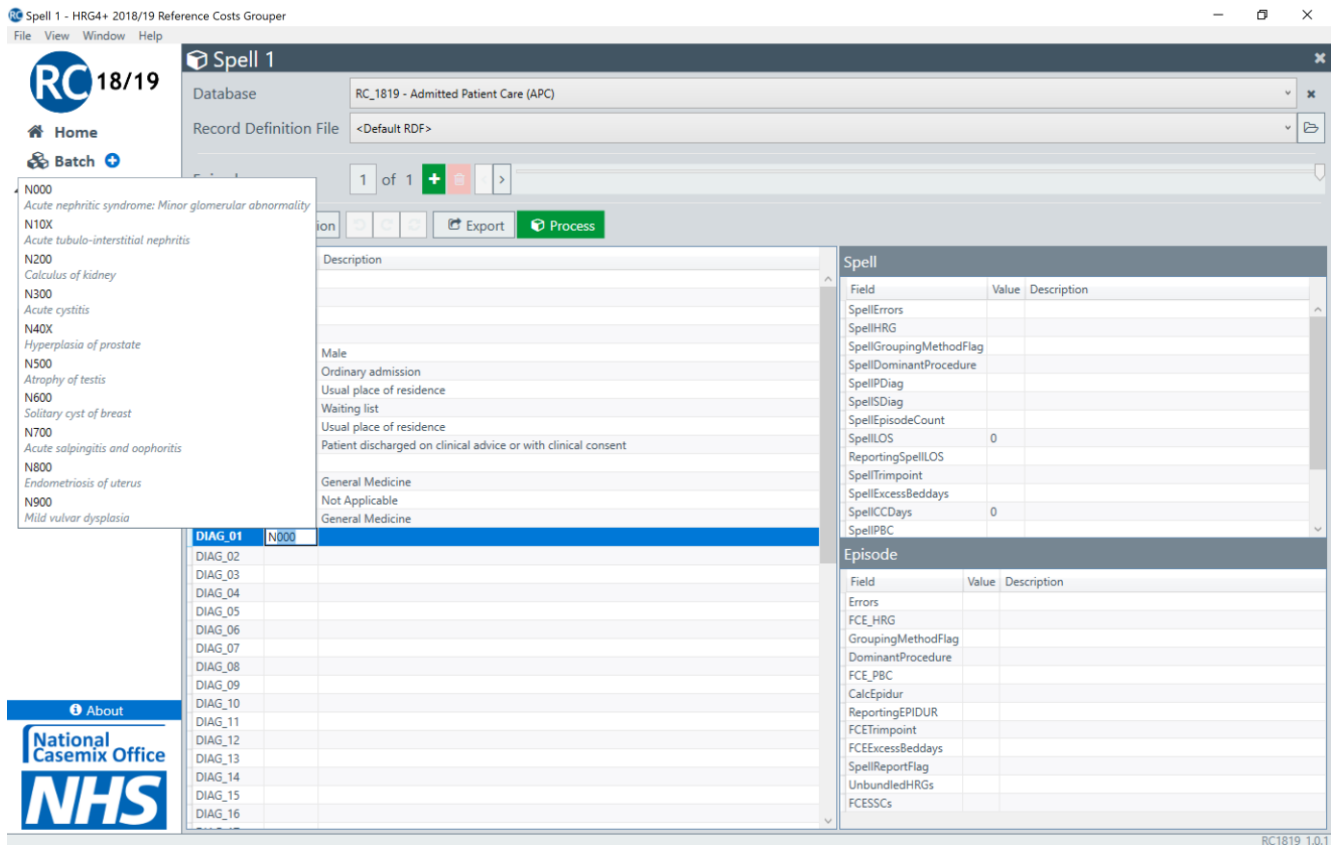 Spell 1 - HRG4+ 2018/19 Reference Costs Grouper
File View Window Help
RC 18/19
Home
Batch
Spell 1
Database RC_1819 - Admitted Patient Care (APC)
Record Definition File <Default RDF>
1 of 1
ion Export Process
N000
Acute nephritic syndrome: Minor glomerular abnormality
N10X
Acute tubulo-interstitial nephritis
N200
Calculus of kidney
N300
Acute cystitis
N40X
Hyperplasia of prostate
N500
Atrophy of testis
N600
Solitary cyst of breast
N700
Acute salpingitis and oophoritis
N800
Endometriosis of uterus
N900
Mild vulvar dysplasia
Description
Male
Ordinary admission
Usual place of residence
Waiting list
Usual place of residence
Patient discharged on clinical advice or with clinical consent
General Medicine
Not Applicable
General Medicine
DIAG_01 N000
DIAG_02
DIAG_03
DIAG_04
DIAG_05
DIAG_06
DIAG_07
DIAG_08
DIAG_09
DIAG_10
DIAG_11
DIAG_12
DIAG_13
DIAG_14
DIAG_15
DIAG_16
Spell
Field Value Description
SpellErrors
SpellHRG
SpellGroupingMethodFlag
SpellDominantProcedure
SpellPDiag
SpellSDiag
SpellEpisodeCount
SpellLOS 0
ReportingSpellLOS
SpellTrimpoint
SpellExcessBeddays
SpellCCDays 0
SpellPBC
Episode
Field Value Description
Errors
FCE_HRG
GroupingMethodFlag
DominantProcedure
FCE_PBC
CalcEpidur
ReportingEPIDUR
FCETrimpoint
FCEExcessBeddays
SpellReportFlag
UnbundledHRGs
FCESSCs
About
National
Casemix Office
NHS
RC1819_1.0.1